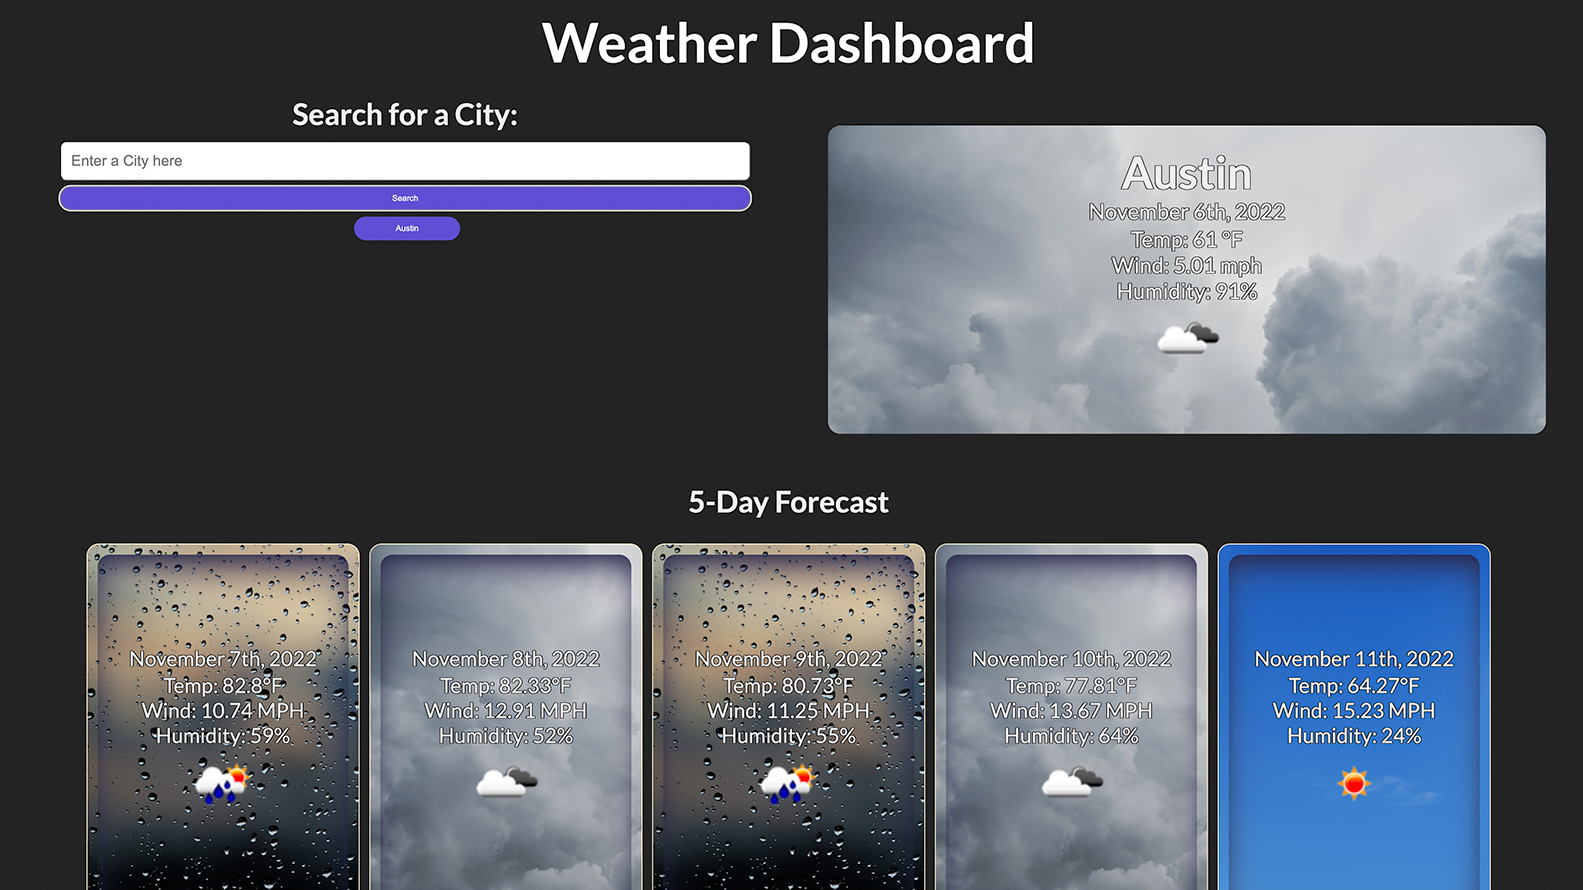 Weather Dashboard
Search for a City:
Enter a City here
Search
Austin
Austin
November 6th, 2022
Temp: 61 °F
Wind: 5.01 mph
Humidity: 91%
5-Day Forecast
November 7th, 2022
Temp: 82.8°F
Wind: 10.74 MPH
Humidity: 59%
November 8th, 2022
Temp: 82.33°F
Wind: 12.91 MPH
Humidity: 52%
November 9th, 2022
Temp: 80.73°F
Wind: 11.25 MPH
Humidity: 55%
November 10th, 2022
Temp: 77.81°F
Wind: 13.67 MPH
Humidity: 64%
November 11th, 2022
Temp: 64.27°F
Wind: 15.23 MPH
Humidity: 24%